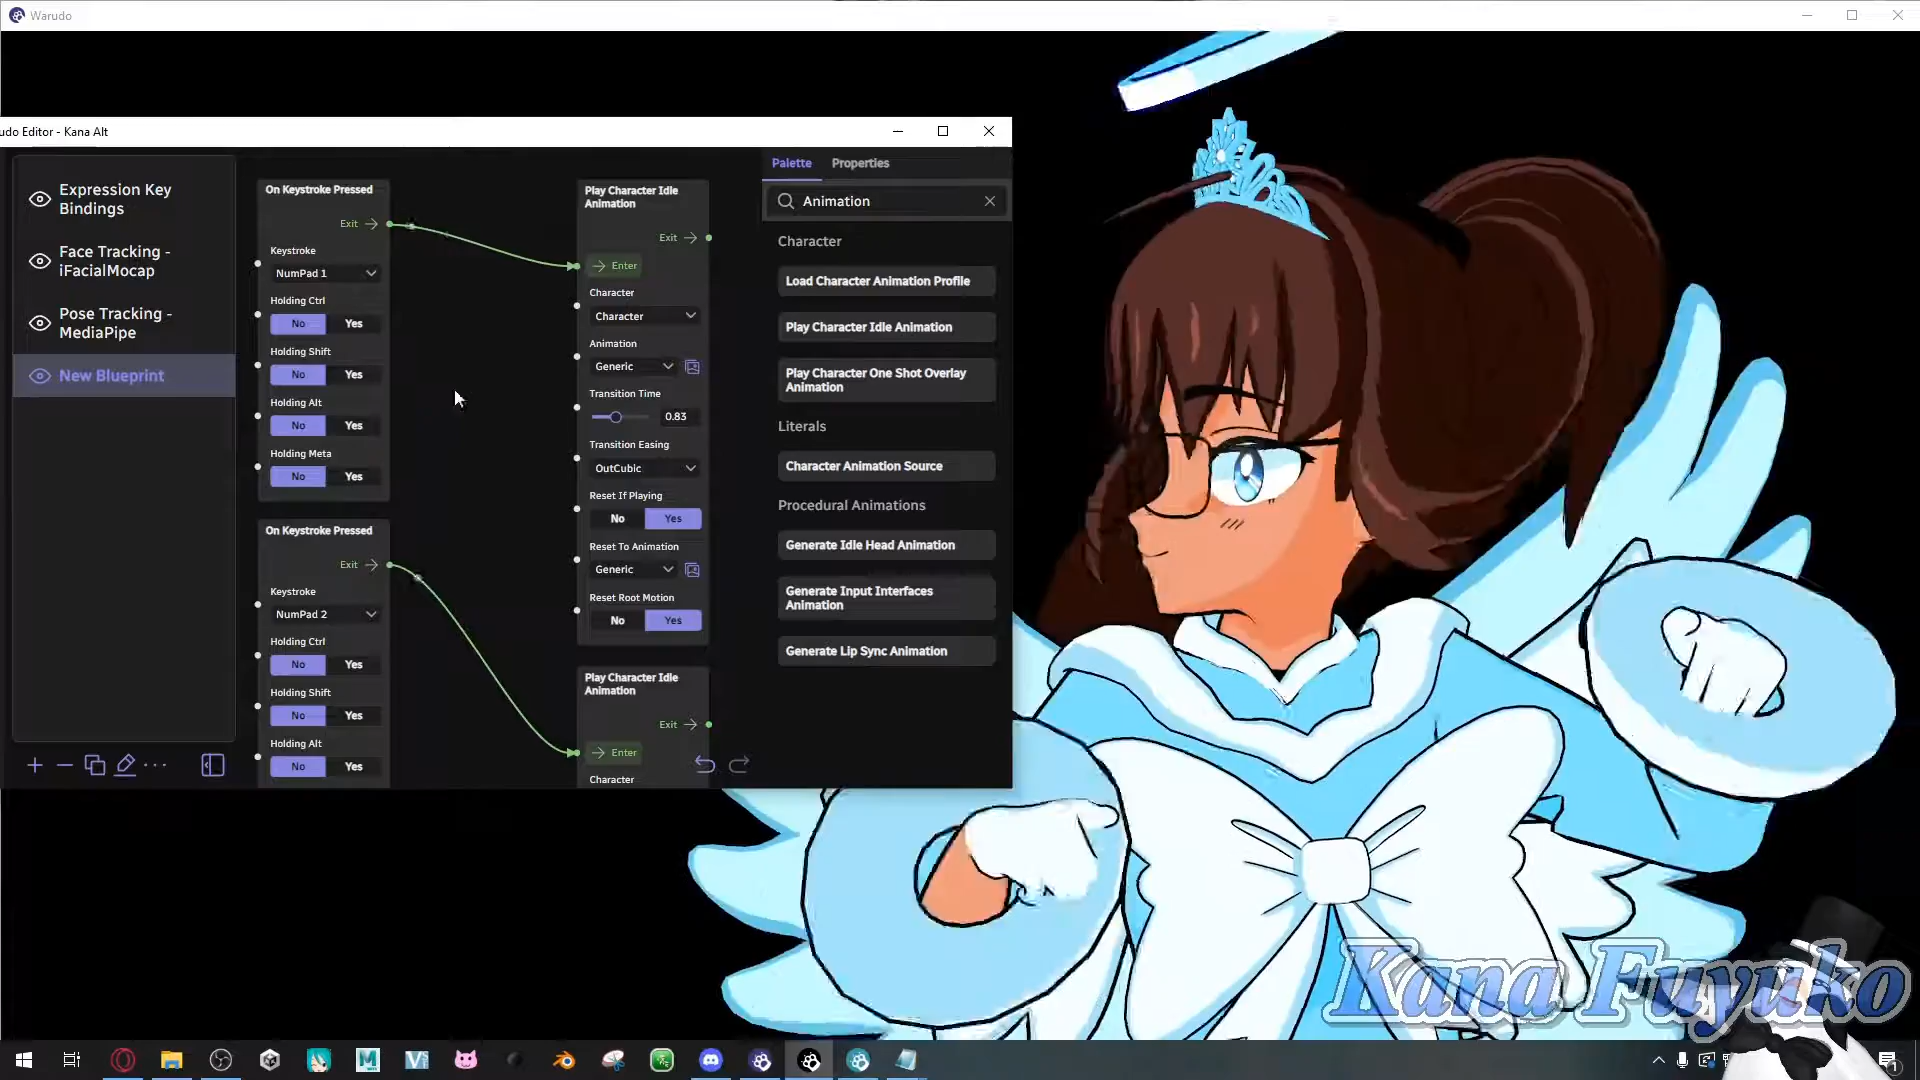 Warudo
udo Editor - Kana Alt
Expression Key
Bindings
Face Tracking -
iFacialMocap
Pose Tracking -
MediaPipe
New Blueprint
On Keystroke Pressed
Exit
Keystroke
NumPad 1
Holding Ctrl
No Yes
Holding Shift
No Yes
Holding Alt
No Yes
Holding Meta
No Yes
On Keystroke Pressed
Exit
Keystroke
NumPad 2
Holding Ctrl
No Yes
Holding Shift
No Yes
Holding Alt
No Yes
Play Character Idle
Animation
Exit
Enter
Character
Character
Animation
Generic
Transition Time
0.83
Transition Easing
OutCubic
Reset If Playing
No Yes
Reset To Animation
Generic
Reset Root Motion
No Yes
Play Character Idle
Animation
Exit
Enter
Character
Palette Properties
Animation
Character
Load Character Animation Profile
Play Character Idle Animation
Play Character One Shot Overlay
Animation
Literals
Character Animation Source
Procedural Animations
Generate Idle Head Animation
Generate Input Interfaces
Animation
Generate Lip Sync Animation
Kana Fuyuko